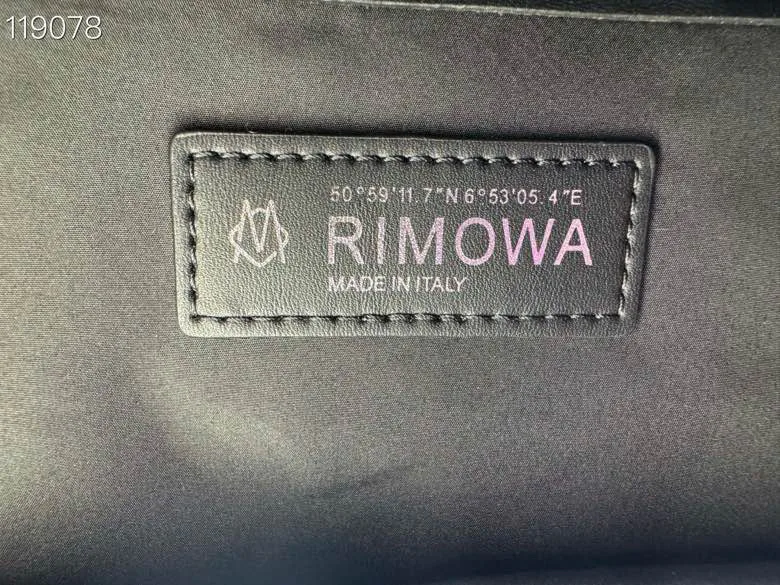 119078
50°59'11.7"N 6°53'05.4"E
RIMOWA
MADE IN ITALY